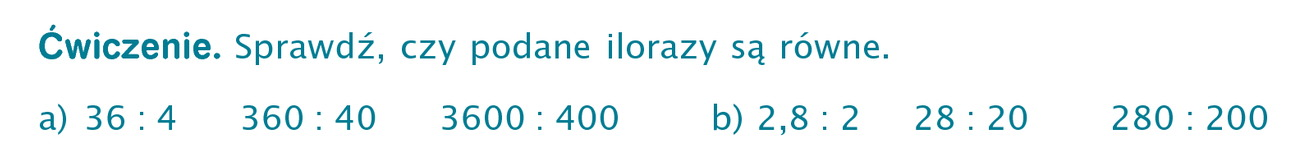 Ćwiczenie. Sprawdź, czy podane ilorazy są równe.
a) 36 : 4 360 : 40 3600 : 400 b) 2,8 : 2 28 : 20 280 : 200